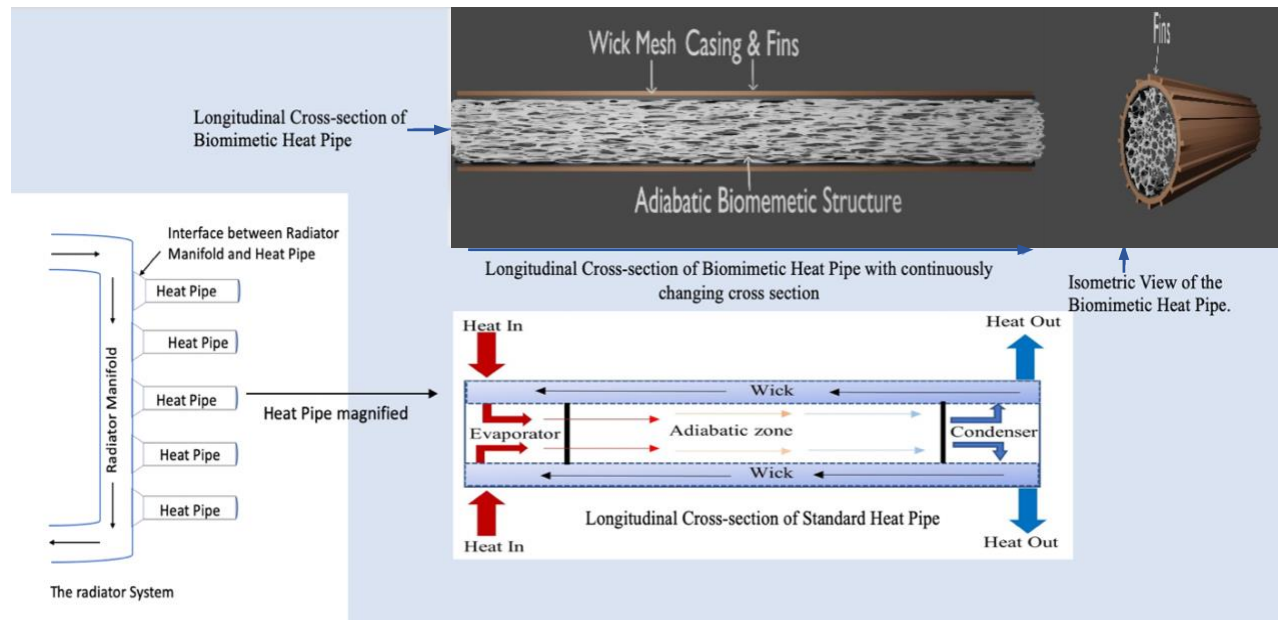 Wick Mesh Casing & Fins
Fins
Longitudinal Cross-section of
Biomimetic Heat Pipe
Adiabatic Biomemetic Structure
Interface between Radiator
Manifold and Heat Pipe
Longitudinal Cross-section of Biomimetic Heat Pipe with continuously
changing cross section
Isometric View of the
Biomimetic Heat Pipe.
Heat Pipe
Heat Pipe
Heat Pipe
Heat Pipe
Heat Pipe
Radiator Manifold
Heat Pipe magnified
The radiator System
Heat In
Heat Out
Wick
Evaporator
Adiabatic zone
Condenser
Wick
Longitudinal Cross-section of Standard Heat Pipe
Heat In
Heat Out